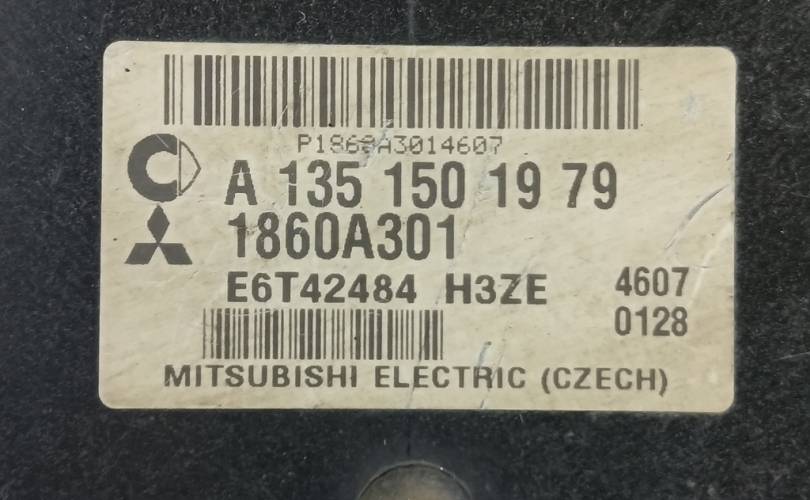 P1860A3014607
A 135 150 19 79
1860A301
E6T42484 H3ZE 4607
0128
MITSUBISHI ELECTRIC (CZECH)